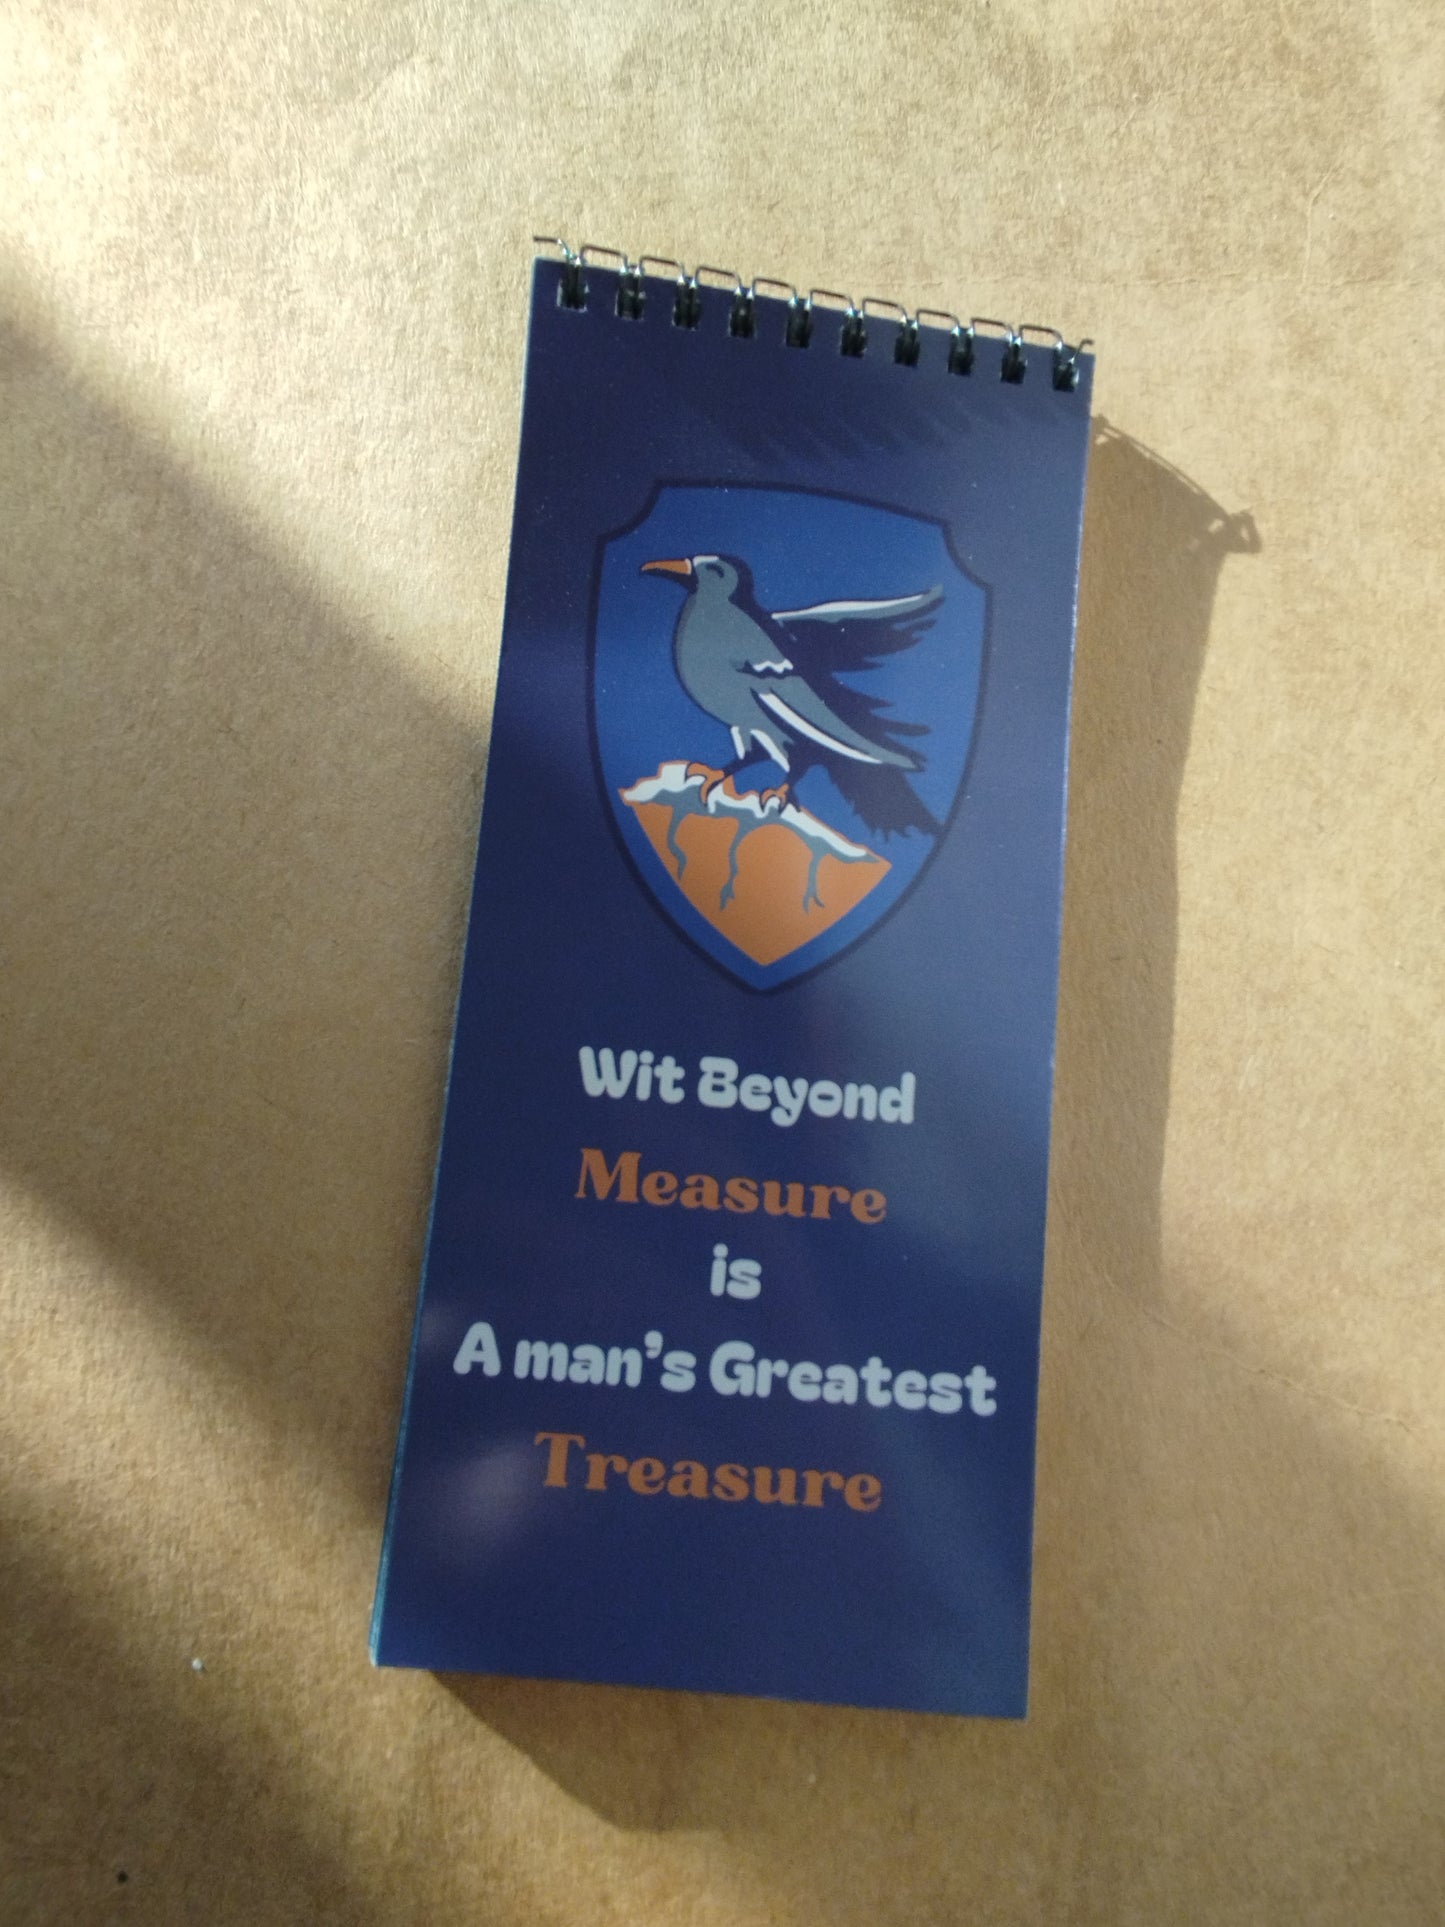 Wit Beyond
Measure
is
A man's Greatest
Treasure